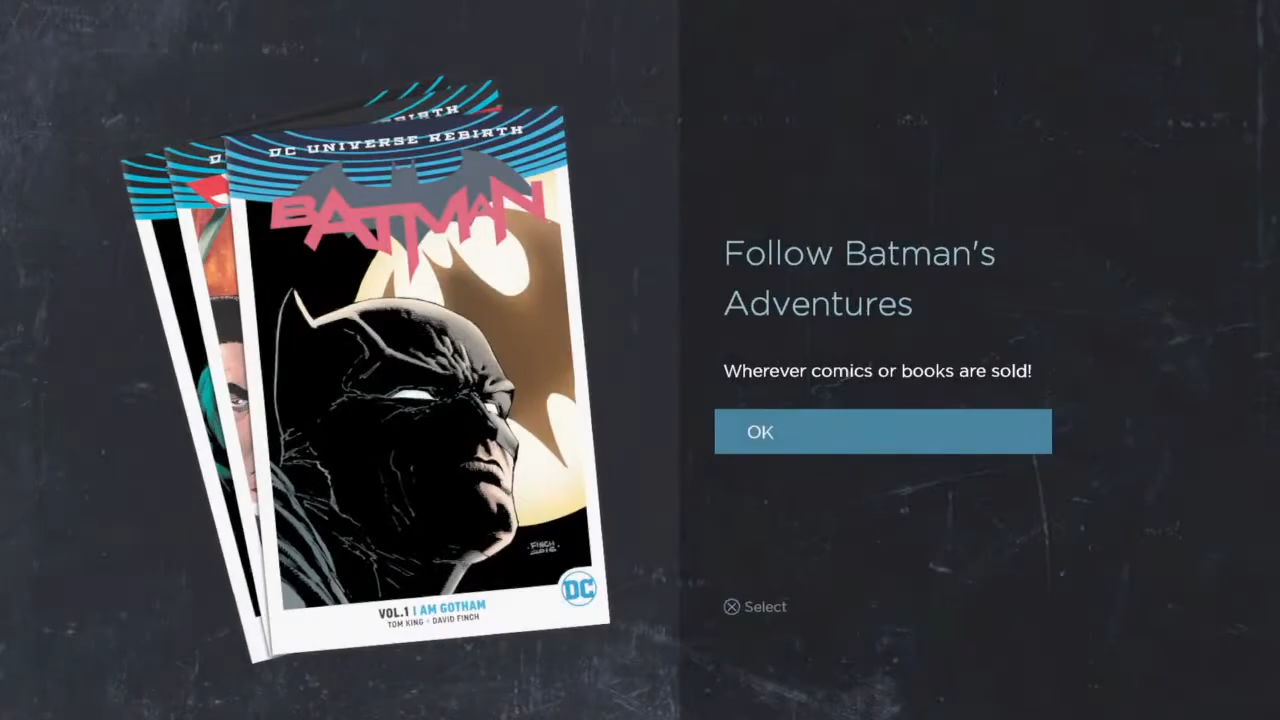 BIRTH
D
DC UNIVERSE REBIRTH
BATMAN
FINCH
2016
DC
VOL.1 I AM GOTHAM
TOM KING • DAVID FINCH
Follow Batman's
Adventures
Wherever comics or books are sold!
OK
Select